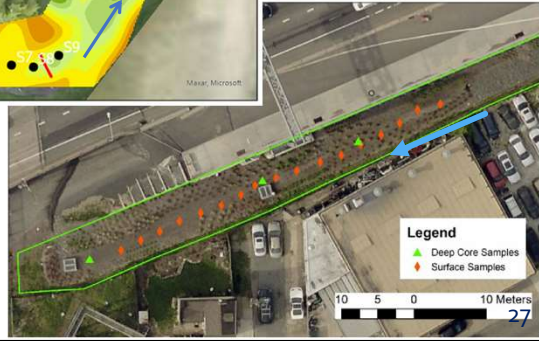 S7 S8 S9
Maxar, Microsoft
Legend
Deep Core Samples
Surface Samples
10 5 0 10 Meters
27